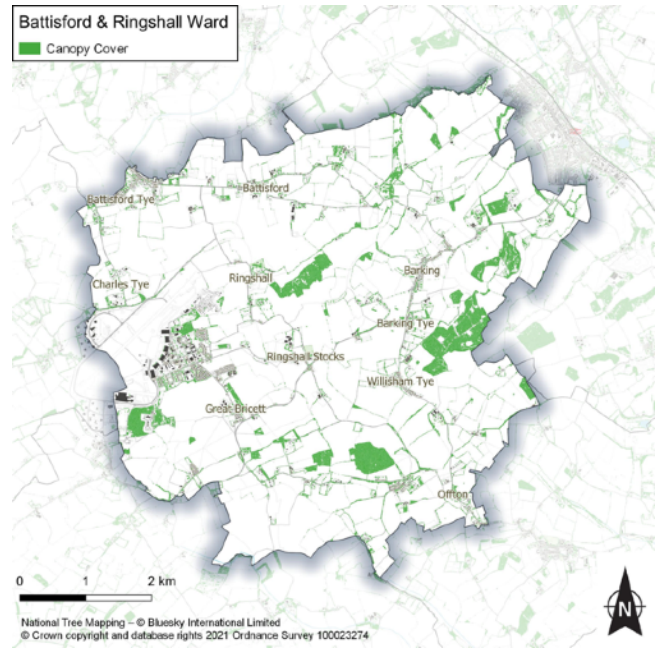 Battisford & Ringshall Ward
Canopy Cover
Battisford Tye
Battisford
Charles Tye
Ringshall
Barking
Barking Tye
Ringshall Stocks
Willisham Tye
Great Bricett
Offton
0 1 2 km
N
National Tree Mapping – © Bluesky International Limited
© Crown copyright and database rights 2021 Ordnance Survey 100023274